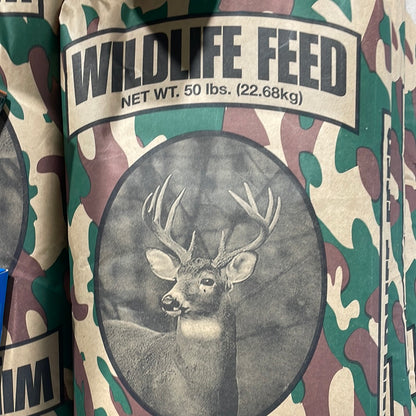 WILDLIFE FEED
NET WT. 50 lbs. (22.68kg)